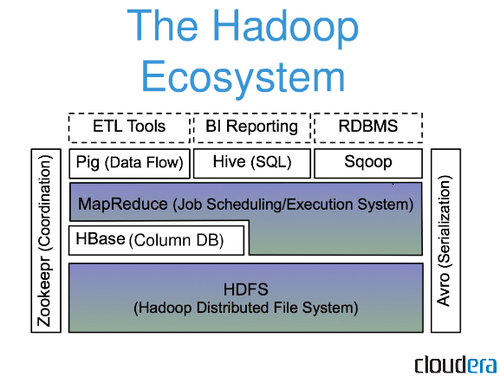 The Hadoop
Ecosystem
ETL Tools
BI Reporting
RDBMS
Pig (Data Flow)
Hive (SQL)
Sqoop
Zookeepr (Coordination)
MapReduce (Job Scheduling/Execution System)
HBase (Column DB)
HDFS
(Hadoop Distributed File System)
Avro (Serialization)
cloudera